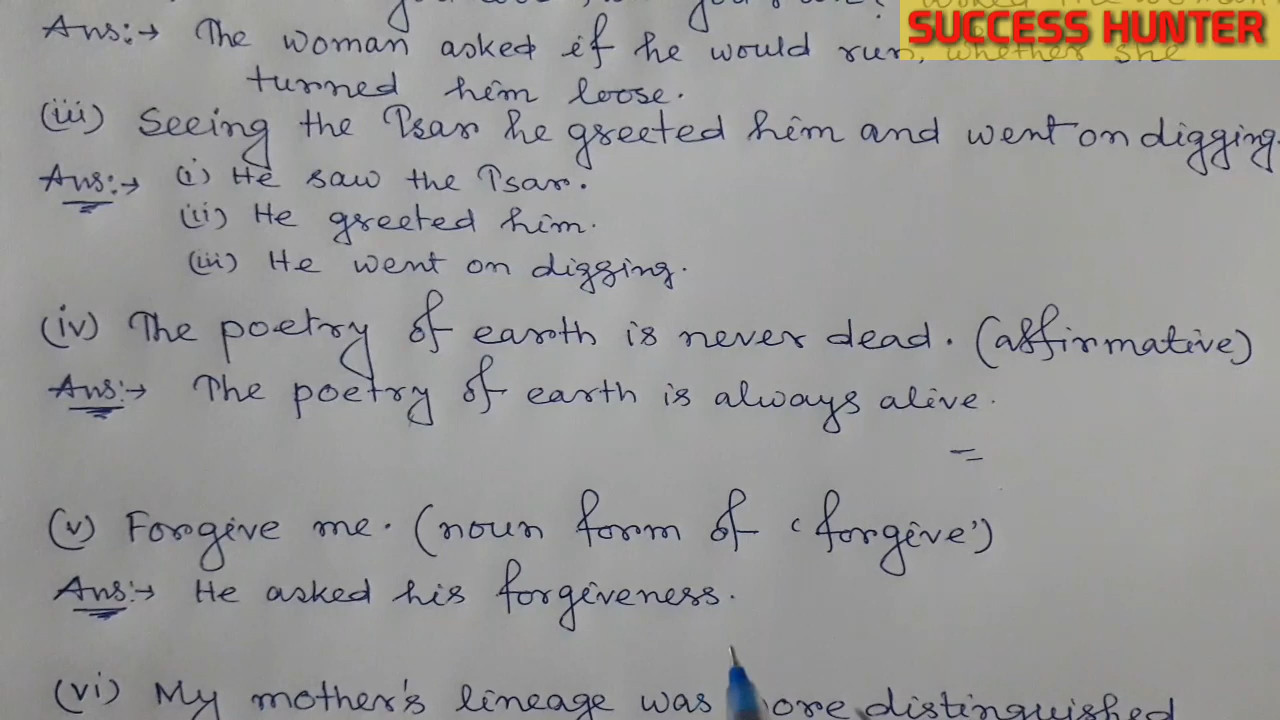 SUCCESS HUNTER
Ans:→ The woman asked if he would run, whether she
turned him loose.
(iii) Seeing the Tsar he greeted him and went on digging.
Ans:→ (i) He saw the Tsar.
(ii) He greeted him.
(iii) He went on digging.
(iv) The poetry of earth is never dead. (affirmative)
Ans:→ The poetry of earth is always alive.
(v) Forgive me. (noun form of 'forgive')
Ans:→ He asked his forgiveness.
(vi) My mother's lineage was more distinguished